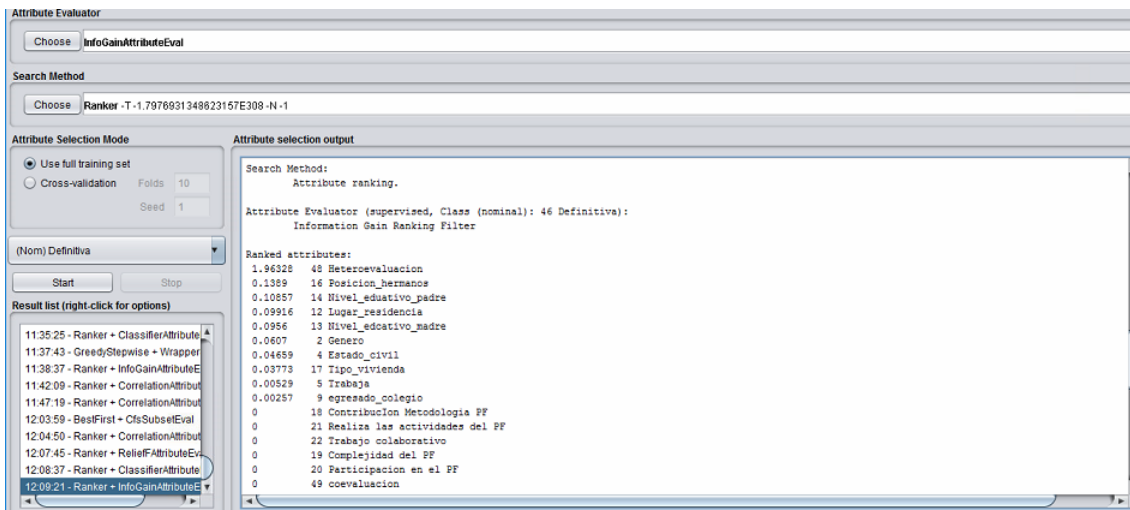 Attribute Evaluator
Choose InfoGainAttributeEval
Search Method
Choose Ranker -T -1.7976931348623157E308 -N -1
Attribute Selection Mode
Use full training set
Cross-validation Folds 10
Seed 1
(Nom) Definitiva
Start Stop
Result list (right-click for options)
11:35:25 - Ranker + ClassifierAttribute
11:37:43 - GreedyStepwise + Wrapper
11:38:37 - Ranker + InfoGainAttributeE
11:42:09 - Ranker + CorrelationAttribut
11:47:19 - Ranker + CorrelationAttribut
12:03:59 - BestFirst + CfsSubsetEval
12:04:50 - Ranker + CorrelationAttribut
12:07:45 - Ranker + ReliefFAttributeEv
12:08:37 - Ranker + ClassifierAttribute
12:09:21 - Ranker + InfoGainAttributeE
Attribute selection output
Search Method:
Attribute ranking.
Attribute Evaluator (supervised, Class (nominal): 46 Definitiva):
Information Gain Ranking Filter
Ranked attributes:
1.96328 48 Heteroevaluacion
0.1389 16 Posicion_hermanos
0.10857 14 Nivel_eduativo_padre
0.09916 12 Lugar_residencia
0.0956 13 Nivel_edcativo_madre
0.0607 2 Genero
0.04659 4 Estado_civil
0.03773 17 Tipo_vivienda
0.00529 5 Trabaja
0.00257 9 egresado_colegio
0 18 ContribucIon Metodologia PF
0 21 Realiza las actividades del PF
0 22 Trabajo colaborativo
0 19 Complejidad del PF
0 20 Participacion en el PF
0 49 coevaluacion